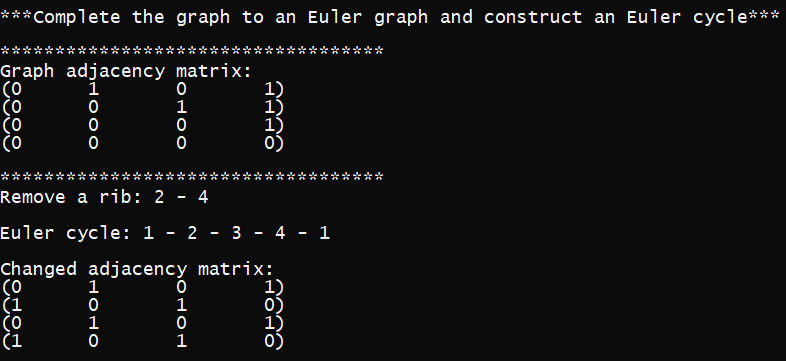 ***Complete the graph to an Euler graph and construct an Euler cycle***
***********************************
Graph adjacency matrix:
(0 1 0 1)
(0 0 1 1)
(0 0 0 1)
(0 0 0 0)
***********************************
Remove a rib: 2 - 4
Euler cycle: 1 - 2 - 3 - 4 - 1
Changed adjacency matrix:
(0 1 0 1)
(1 0 1 0)
(0 1 0 1)
(1 0 1 0)